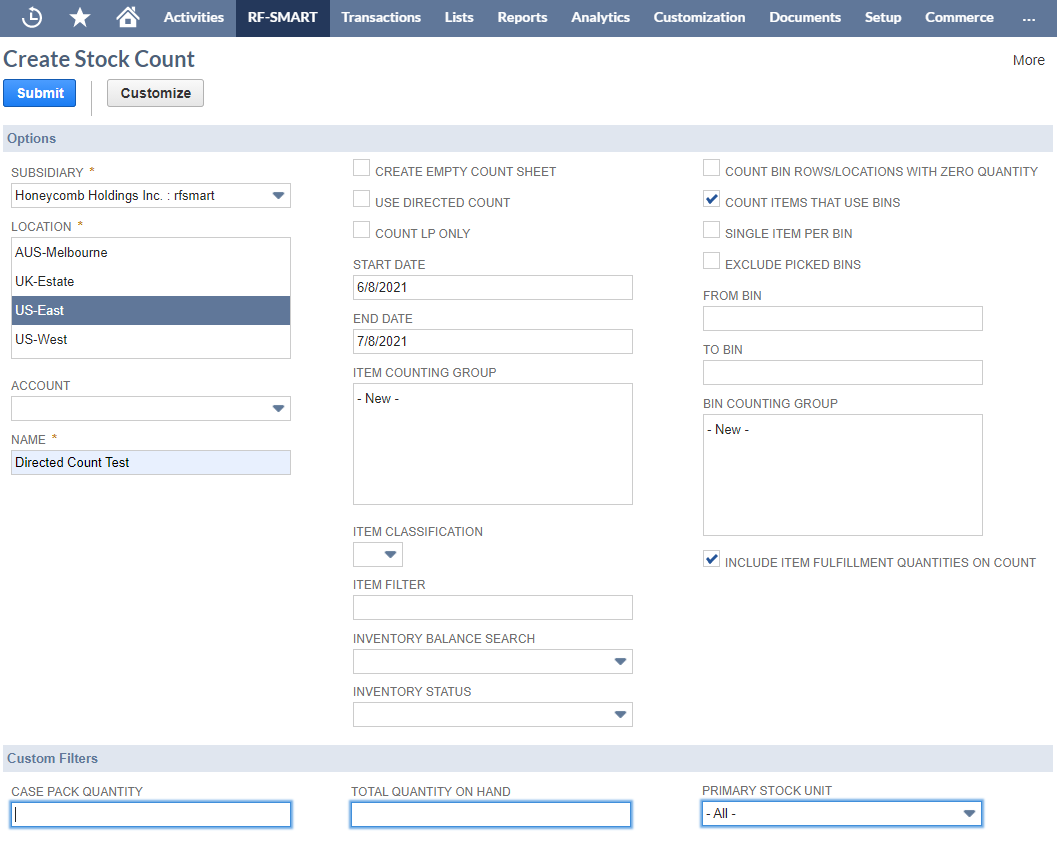 Activities RF-SMART Transactions Lists Reports Analytics Customization Documents Setup Commerce ...
Create Stock Count
More
Submit
Customize
Options
SUBSIDIARY *
Honeycomb Holdings Inc. : rfsmart
LOCATION *
AUS-Melbourne
UK-Estate
US-East
US-West
ACCOUNT
NAME *
Directed Count Test
CREATE EMPTY COUNT SHEET
USE DIRECTED COUNT
COUNT LP ONLY
START DATE
6/8/2021
END DATE
7/8/2021
ITEM COUNTING GROUP
- New -
ITEM CLASSIFICATION
ITEM FILTER
INVENTORY BALANCE SEARCH
INVENTORY STATUS
COUNT BIN ROWS/LOCATIONS WITH ZERO QUANTITY
COUNT ITEMS THAT USE BINS
SINGLE ITEM PER BIN
EXCLUDE PICKED BINS
FROM BIN
TO BIN
BIN COUNTING GROUP
- New -
INCLUDE ITEM FULFILLMENT QUANTITIES ON COUNT
Custom Filters
CASE PACK QUANTITY
TOTAL QUANTITY ON HAND
PRIMARY STOCK UNIT
- All -